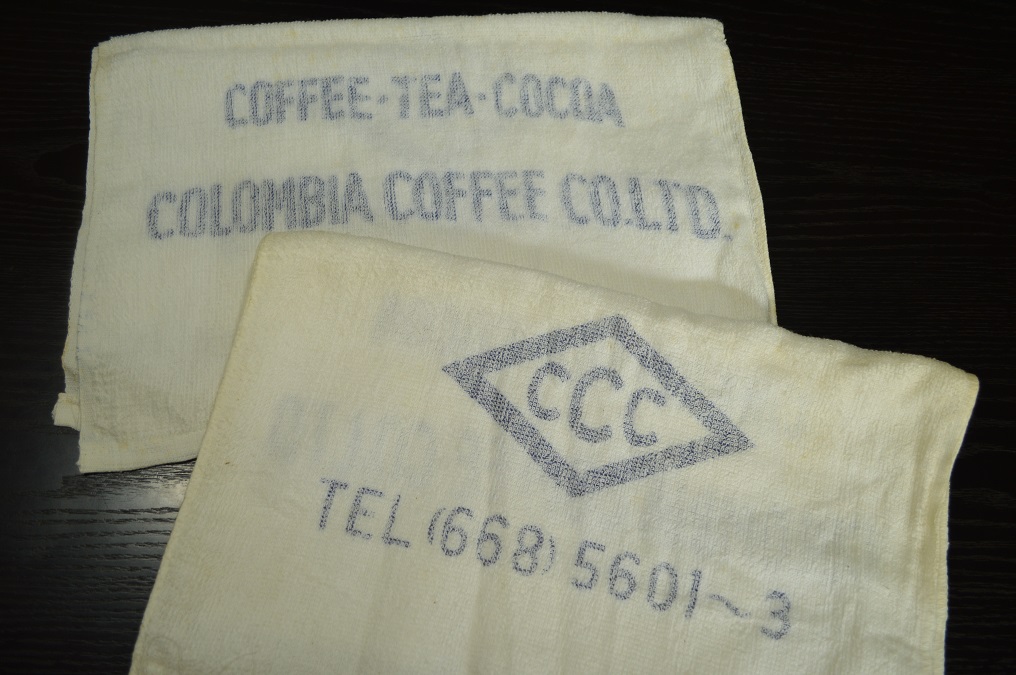 COFFEE-TEA-COCOA
COLOMBIA COFFEE CO.LTD.
CCC
TEL (668) 5601~3